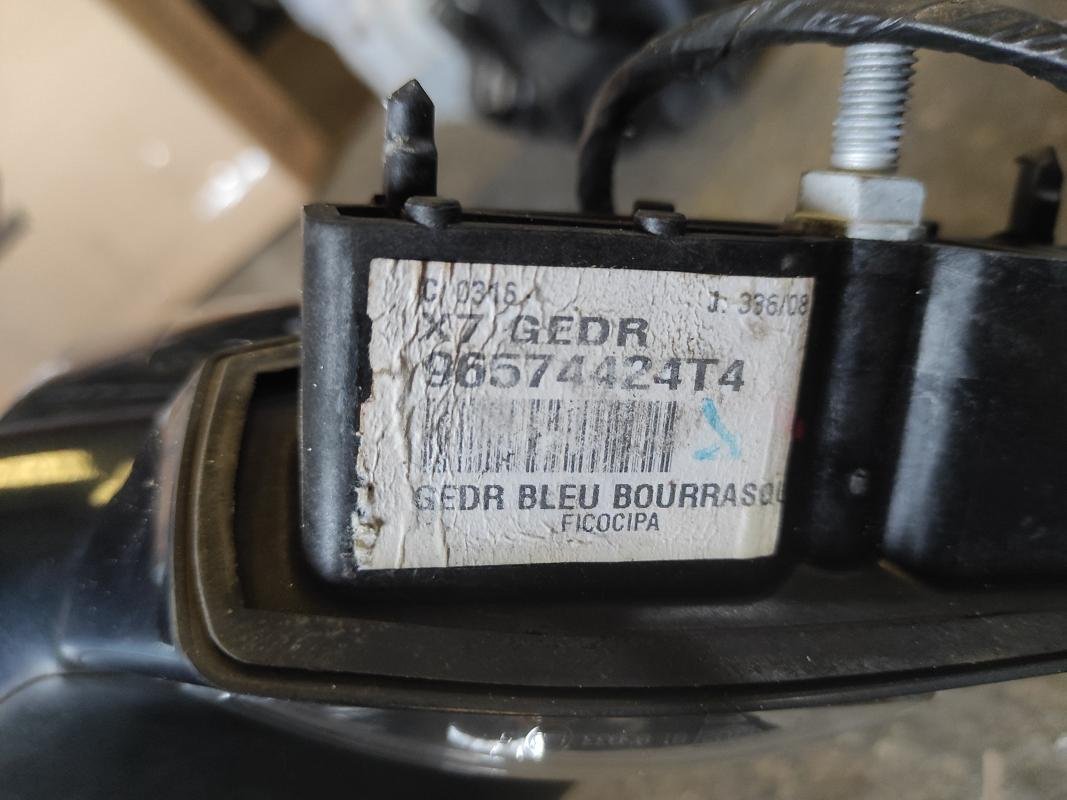 C 0316 J: 336/08
X7 GEDR
96574424T4
GEDR BLEU BOURRASQU
FICOCIPA